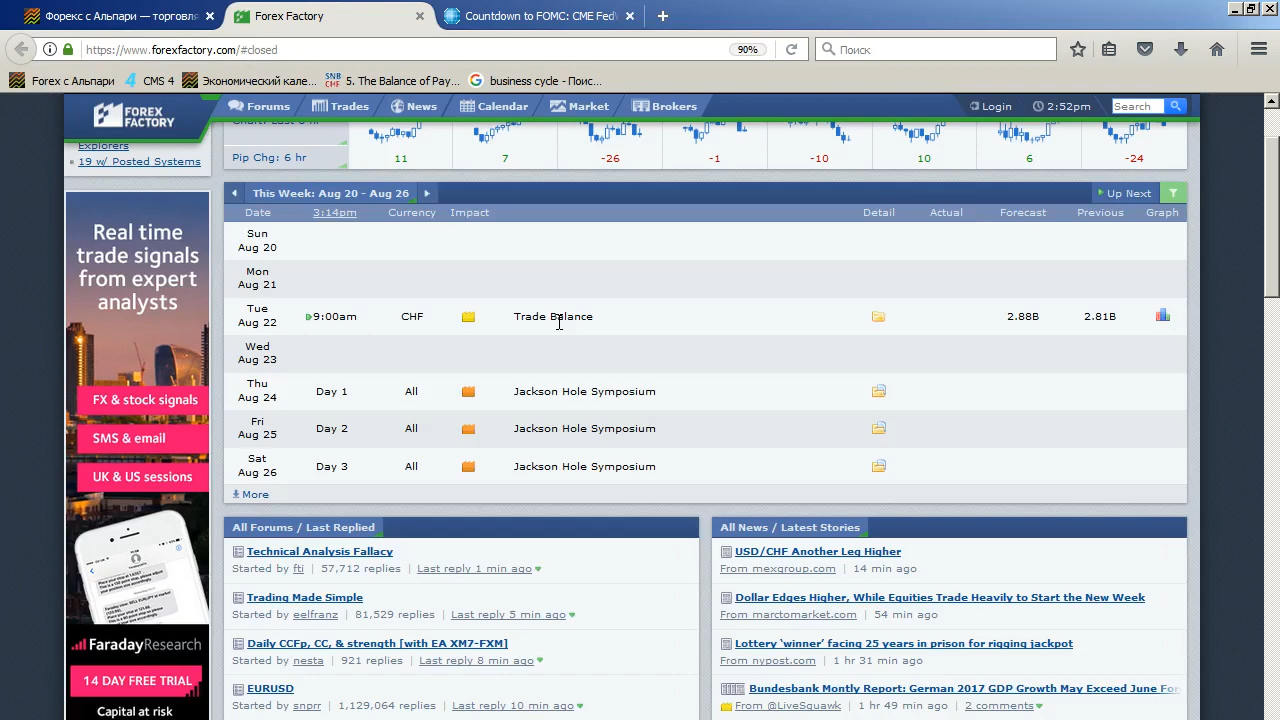 Форекс с Альпари — торговля
Forex Factory
Countdown to FOMC: CME Fed
https://www.forexfactory.com/#closed
90%
Поиск
Forex с Альпари
CMS 4
Экономический кале...
SNB CHF
5. The Balance of Pay...
business cycle - Поис...
FOREX FACTORY
Forums
Trades
News
Calendar
Market
Brokers
Login
2:52pm
Search
Explorers
19 w/ Posted Systems
Pip Chg: 6 hr 11 7 -26 -1 -10 10 6 -24
This Week: Aug 20 - Aug 26
Up Next
Date 3:14pm Currency Impact Detail Actual Forecast Previous Graph
Sun
Aug 20
Mon
Aug 21
Tue
Aug 22
9:00am CHF Trade Balance 2.88B 2.81B
Wed
Aug 23
Thu
Aug 24
Day 1 All Jackson Hole Symposium
Fri
Aug 25
Day 2 All Jackson Hole Symposium
Sat
Aug 26
Day 3 All Jackson Hole Symposium
More
Real time
trade signals
from expert
analysts
FX & stock signals
SMS & email
UK & US sessions
FaradayResearch
14 DAY FREE TRIAL
Capital at risk
All Forums / Last Replied
Technical Analysis Fallacy
Started by fti | 57,712 replies | Last reply 1 min ago
Trading Made Simple
Started by eelfranz | 81,529 replies | Last reply 5 min ago
Daily CCFp, CC, & strength [with EA XM7-FXM]
Started by nesta | 921 replies | Last reply 8 min ago
EURUSD
Started by snprr | 1,129,064 replies | Last reply 10 min ago
All News / Latest Stories
USD/CHF Another Leg Higher
From mexgroup.com | 14 min ago
Dollar Edges Higher, While Equities Trade Heavily to Start the New Week
From marctomarket.com | 54 min ago
Lottery ‘winner’ facing 25 years in prison for rigging jackpot
From nypost.com | 1 hr 31 min ago
Bundesbank Montly Report: German 2017 GDP Growth May Exceed June For
From @LiveSquawk | 1 hr 49 min ago | 2 comments